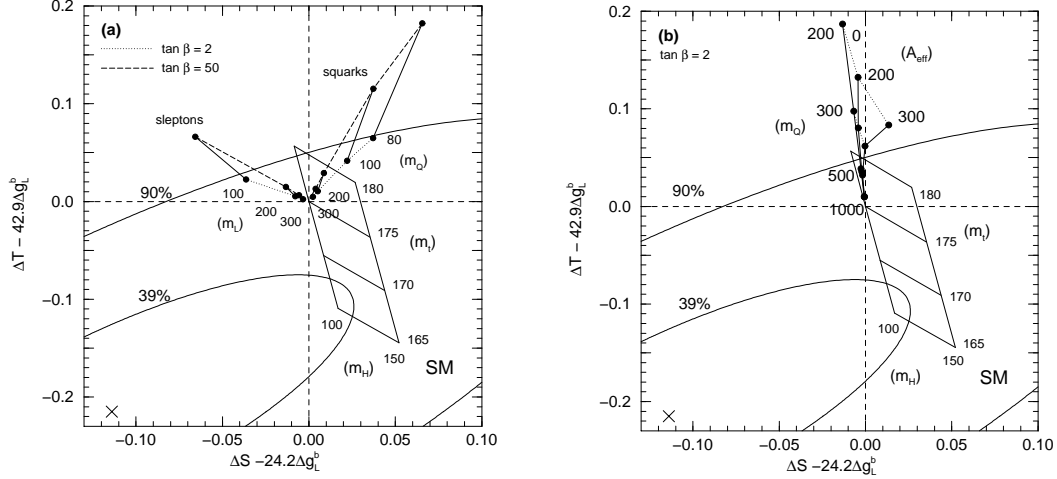 (a)
tan β = 2
tan β = 50
squarks
sleptons
80
100
(m_Q)
100
200
180
90%
200
300
300
(m_L)
175
(m_t)
170
39%
100
165
150
(m_H)
SM
0.2
0.1
0.0
−0.1
−0.2
−0.10
−0.05
0.00
0.05
0.10
ΔT − 42.9Δg_L^b
ΔS −24.2Δg_L^b
(b)
tan β = 2
200
0
(A_eff)
200
300
300
(m_Q)
500
180
90%
1000
175
(m_t)
170
39%
100
165
150
(m_H)
SM
0.2
0.1
0.0
−0.1
−0.2
−0.10
−0.05
0.00
0.05
0.10
ΔT − 42.9Δg_L^b
ΔS −24.2Δg_L^b